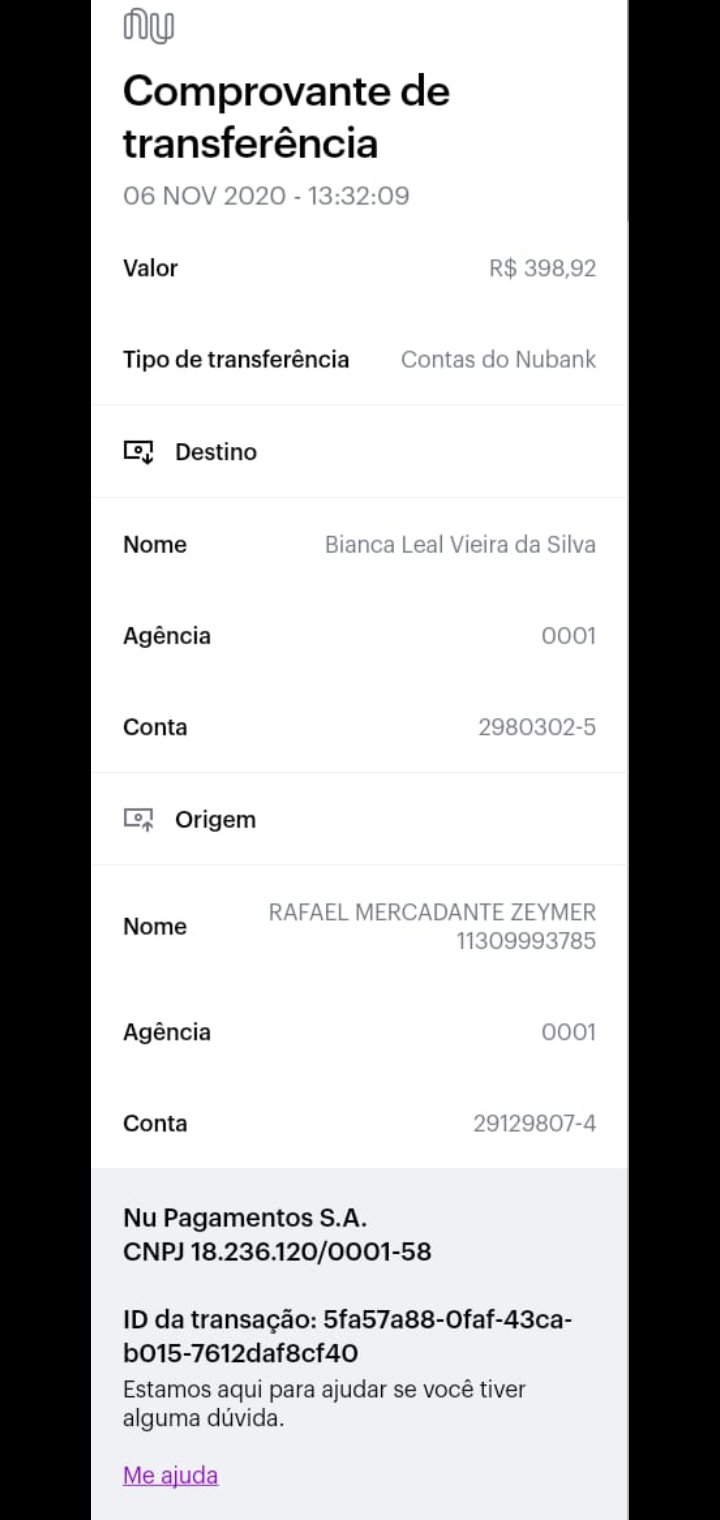 nu
Comprovante de
transferência
06 NOV 2020 - 13:32:09
Valor R$ 398,92
Tipo de transferência Contas do Nubank
Destino
Nome Bianca Leal Vieira da Silva
Agência 0001
Conta 2980302-5
Origem
Nome RAFAEL MERCADANTE ZEYMER
11309993785
Agência 0001
Conta 29129807-4
Nu Pagamentos S.A.
CNPJ 18.236.120/0001-58
ID da transação: 5fa57a88-0faf-43ca-
b015-7612daf8cf40
Estamos aqui para ajudar se você tiver
alguma dúvida.
Me ajuda